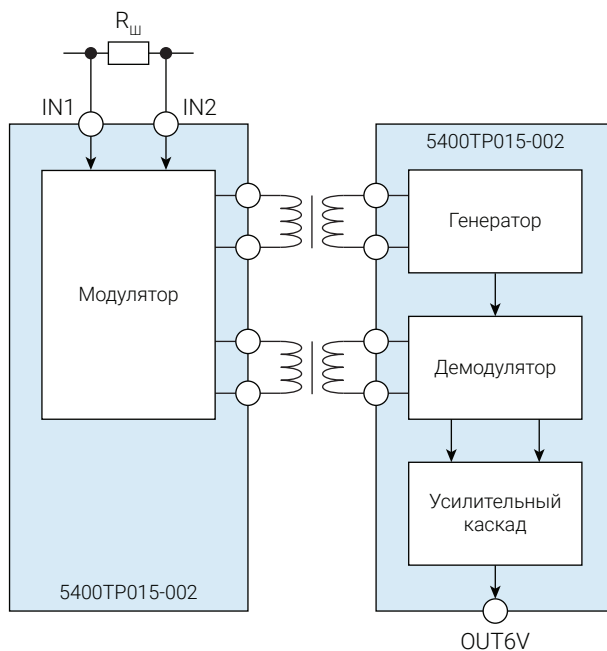 Rш
IN1
IN2
5400ТР015-002
Генератор
Модулятор
Демодулятор
Усилительный
каскад
5400ТР015-002
OUT6V